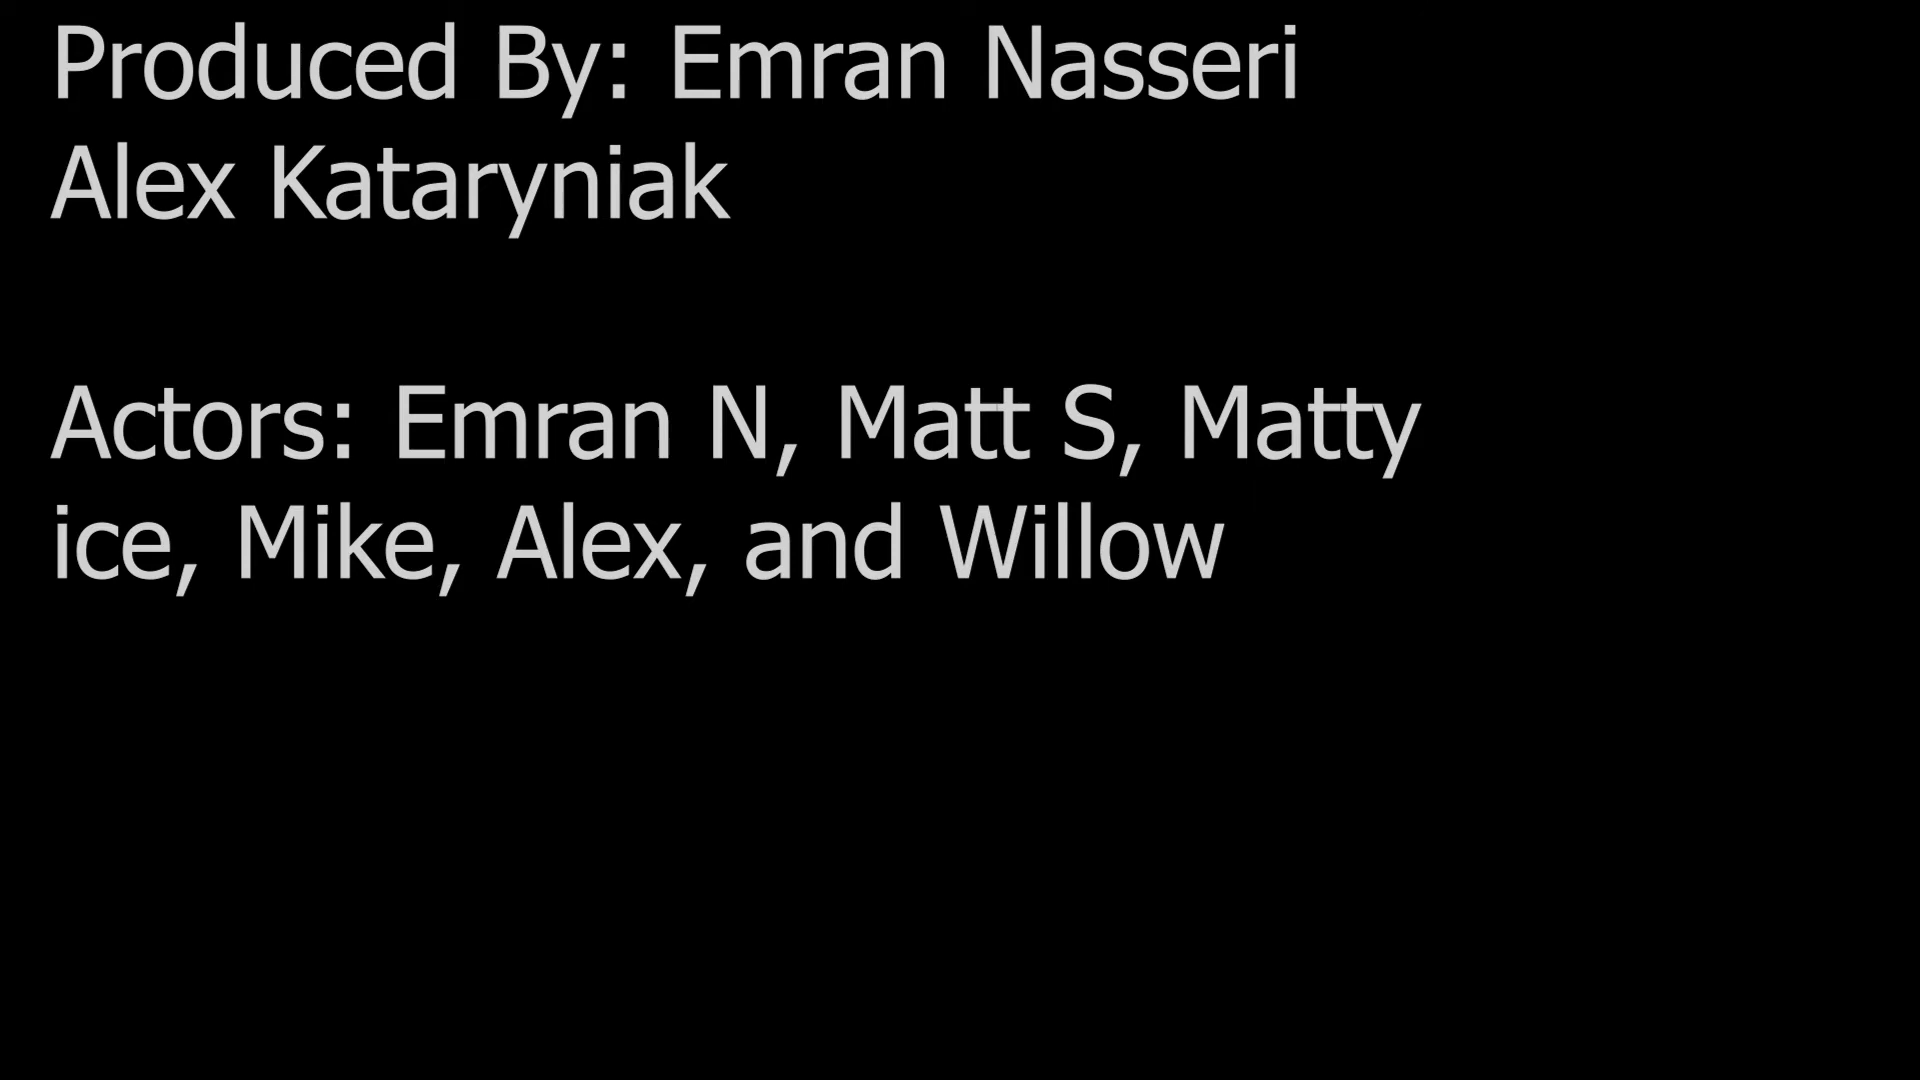 Produced By: Emran Nasseri
Alex Kataryniak
Actors: Emran N, Matt S, Matty
ice, Mike, Alex, and Willow